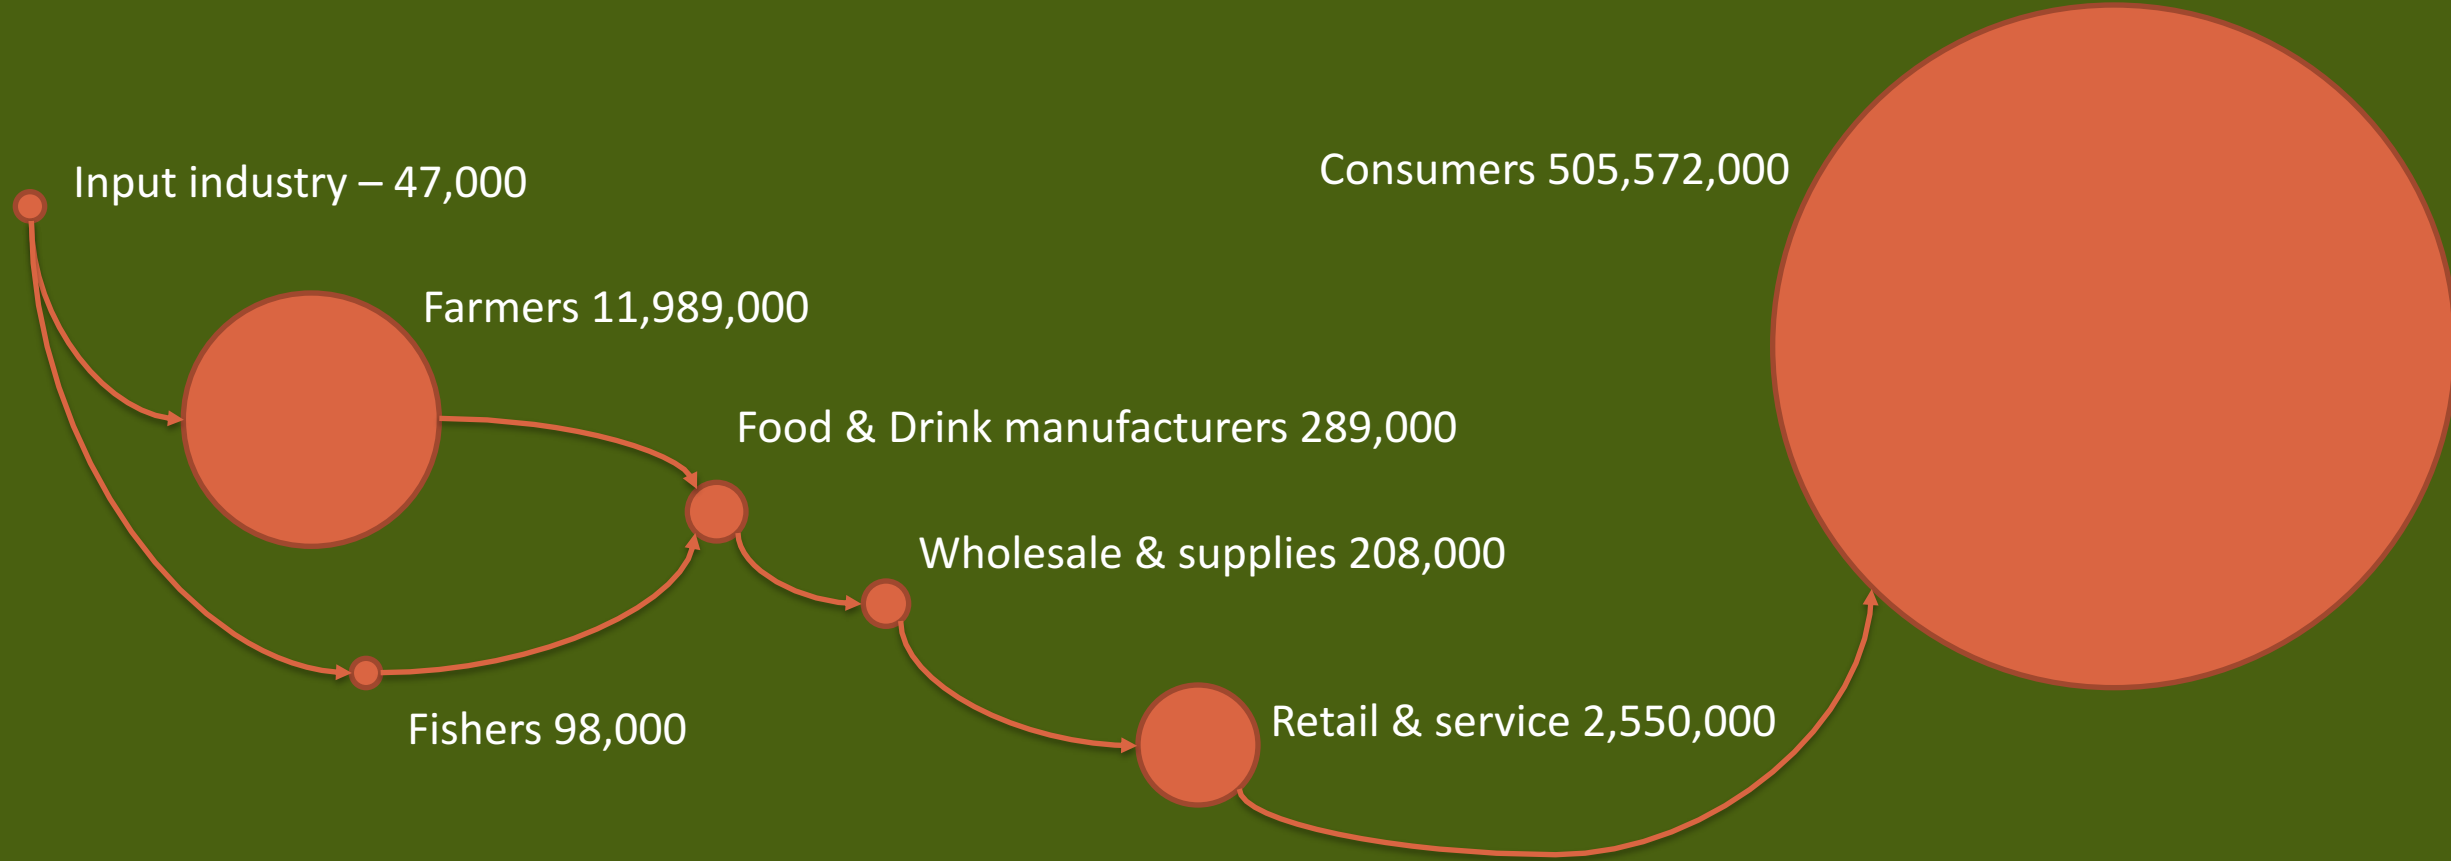 Input industry – 47,000
Consumers 505,572,000
Farmers 11,989,000
Food & Drink manufacturers 289,000
Wholesale & supplies 208,000
Fishers 98,000
Retail & service 2,550,000